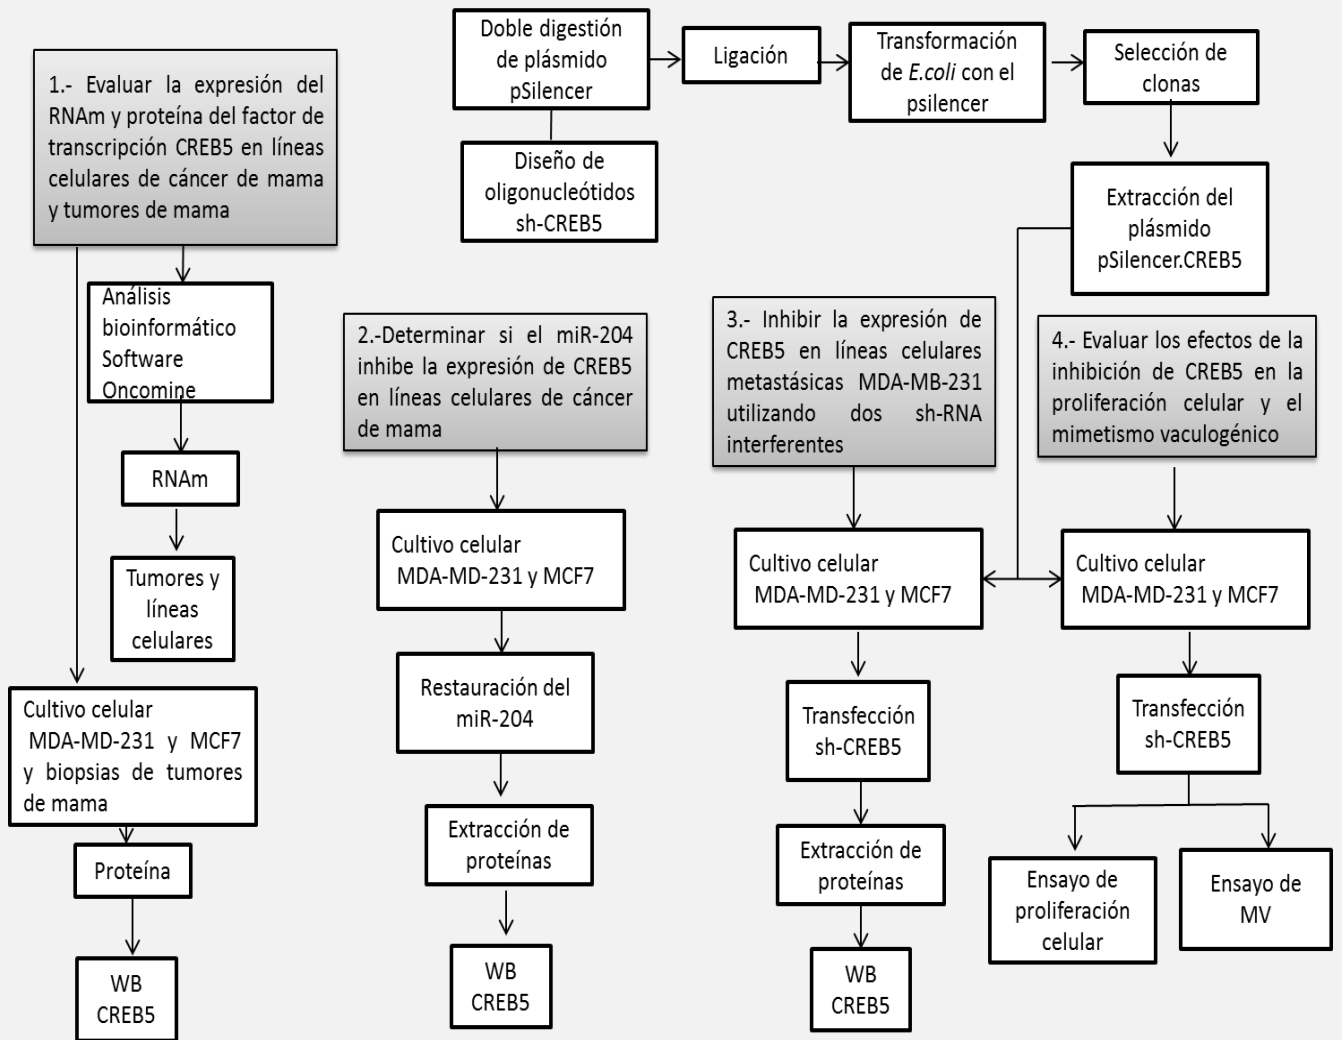 Doble digestión
de plásmido
pSilencer
Ligación
Transformación
de E.coli con el
psilencer
Selección de
clonas
Diseño de
oligonucleótidos
sh-CREB5
Extracción del
plásmido
pSilencer.CREB5
1.- Evaluar la expresión del
RNAm y proteína del factor de
transcripción CREB5 en líneas
celulares de cáncer de mama
y tumores de mama
Análisis
bioinformático
Software
Oncomine
RNAm
Tumores y
líneas
celulares
Cultivo celular
MDA-MD-231 y MCF7
y biopsias de tumores
de mama
Proteína
WB
CREB5
2.-Determinar si el miR-204
inhibe la expresión de CREB5
en líneas celulares de cáncer
de mama
Cultivo celular
MDA-MD-231 y MCF7
Restauración del
miR-204
Extracción de
proteínas
WB
CREB5
3.- Inhibir la expresión de
CREB5 en líneas celulares
metastásicas MDA-MB-231
utilizando dos sh-RNA
interferentes
Cultivo celular
MDA-MD-231 y MCF7
Transfección
sh-CREB5
Extracción de
proteínas
WB
CREB5
4.- Evaluar los efectos de la
inhibición de CREB5 en la
proliferación celular y el
mimetismo vaculogénico
Cultivo celular
MDA-MD-231 y MCF7
Transfección
sh-CREB5
Ensayo de
proliferación
celular
Ensayo de
MV